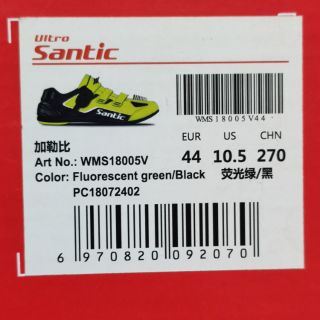 Ultra
Santic
Santic
WMS18005V44
EUR US CHN
44 10.5 270
加勒比
Art No.: WMS18005V
Color: Fluorescent green/Black 荧光绿/黑
PC18072402
6 970820 092070